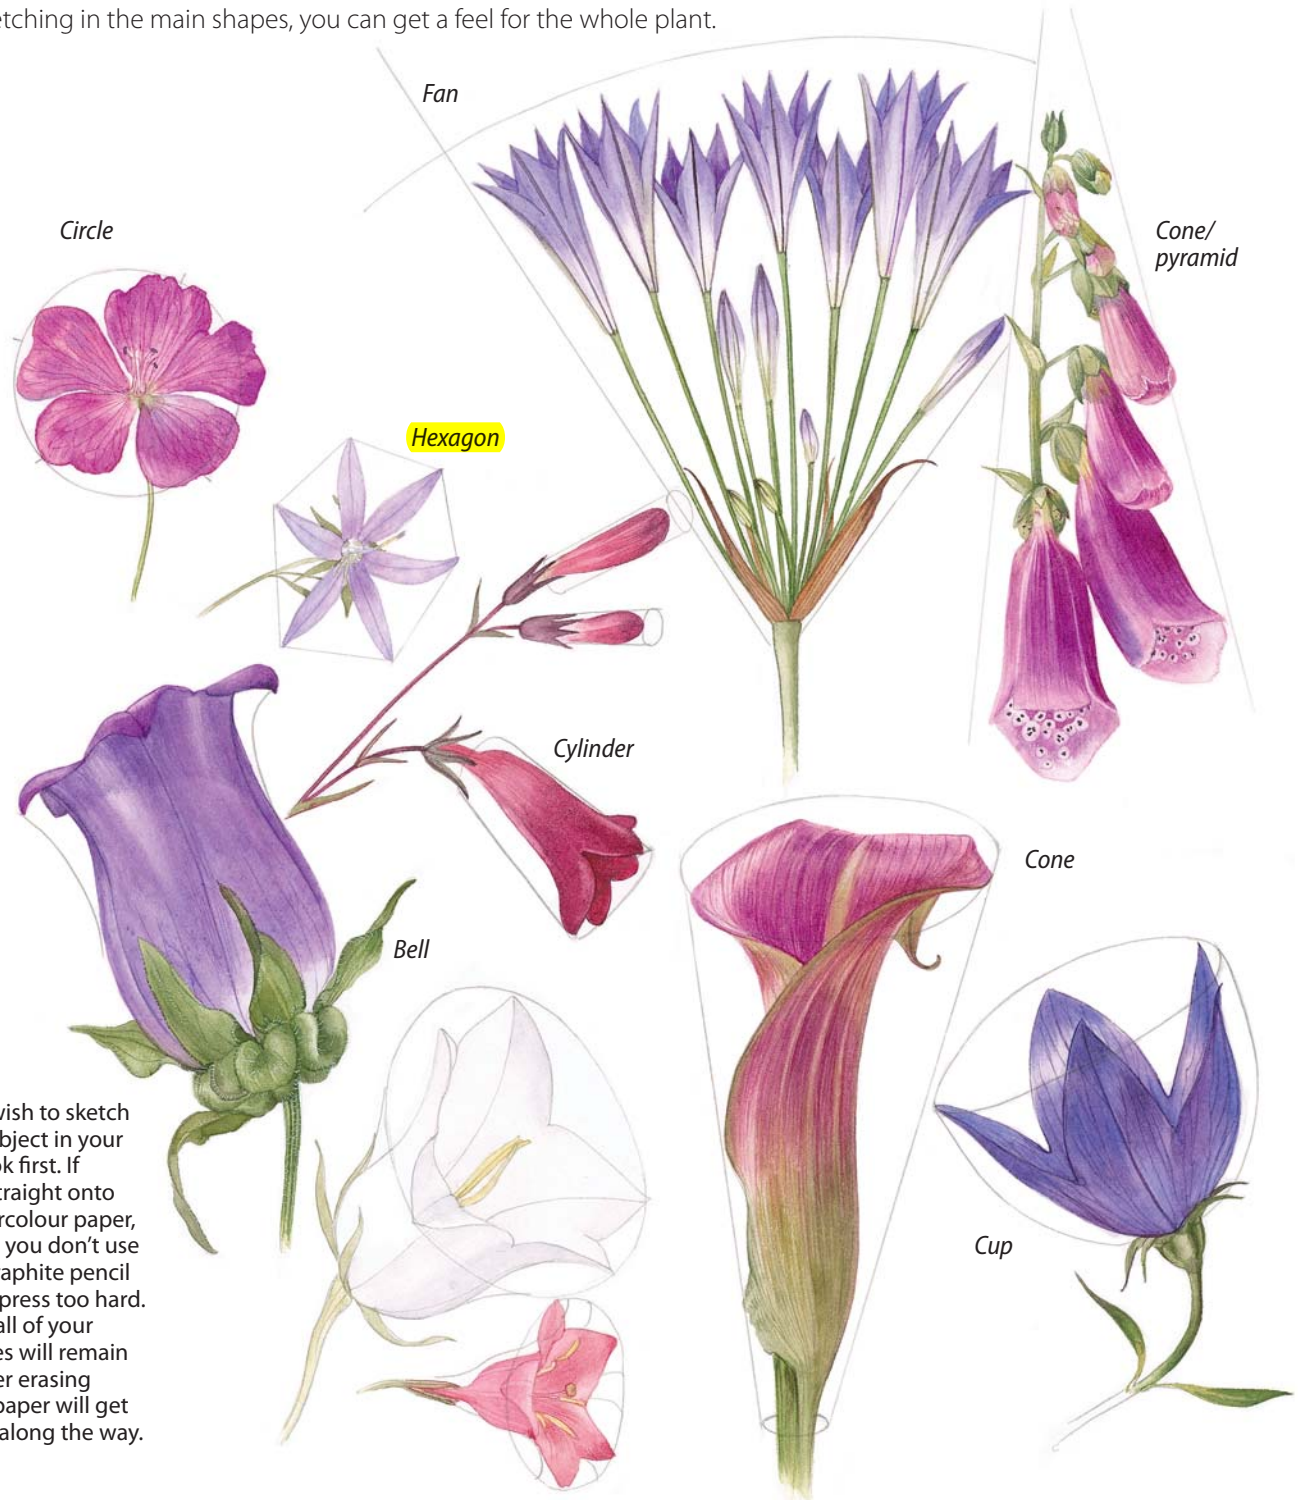 etching in the main shapes, you can get a feel for the whole plant.
Fan
Circle
Cone/
pyramid
Hexagon
Cylinder
Cone
Bell
Cup
wish to sketch
bject in your
ok first. If
traight onto
rcolour paper,
you don't use
raphite pencil
press too hard.
all of your
es will remain
er erasing
paper will get
along the way.